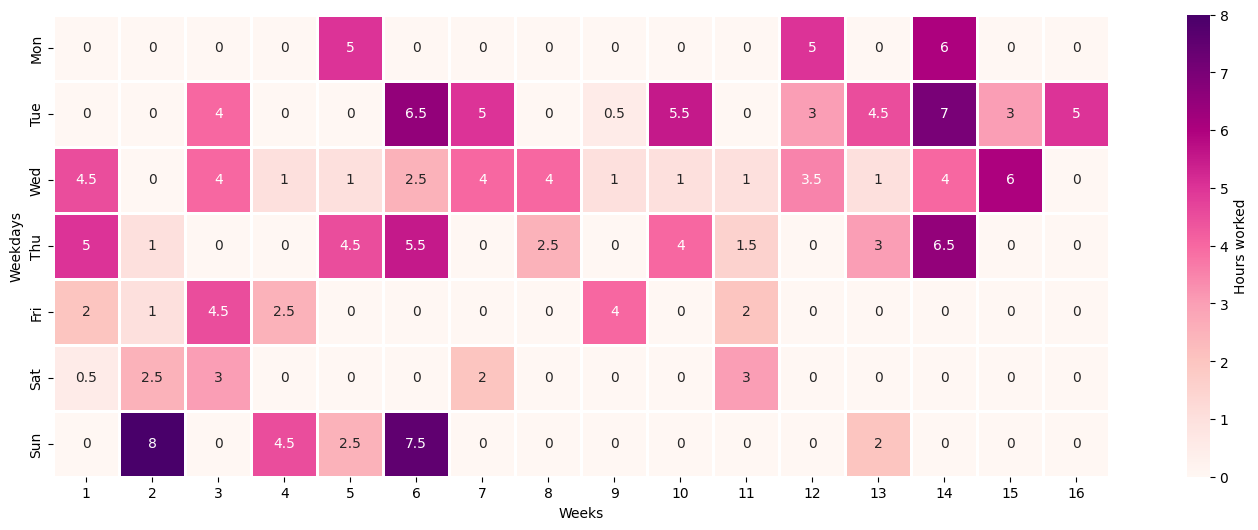 Mon 0 0 0 0 5 0 0 0 0 0 0 5 0 6 0 0
Tue 0 0 4 0 0 6.5 5 0 0.5 5.5 0 3 4.5 7 3 5
Wed 4.5 0 4 1 1 2.5 4 4 1 1 1 3.5 1 4 6 0
Thu 5 1 0 0 4.5 5.5 0 2.5 0 4 1.5 0 3 6.5 0 0
Fri 2 1 4.5 2.5 0 0 0 0 4 0 2 0 0 0 0 0
Sat 0.5 2.5 3 0 0 0 2 0 0 0 3 0 0 0 0 0
Sun 0 8 0 4.5 2.5 7.5 0 0 0 0 0 0 2 0 0 0
1 2 3 4 5 6 7 8 9 10 11 12 13 14 15 16
Weeks
Weekdays
8
7
6
5
4
3
2
1
0
Hours worked